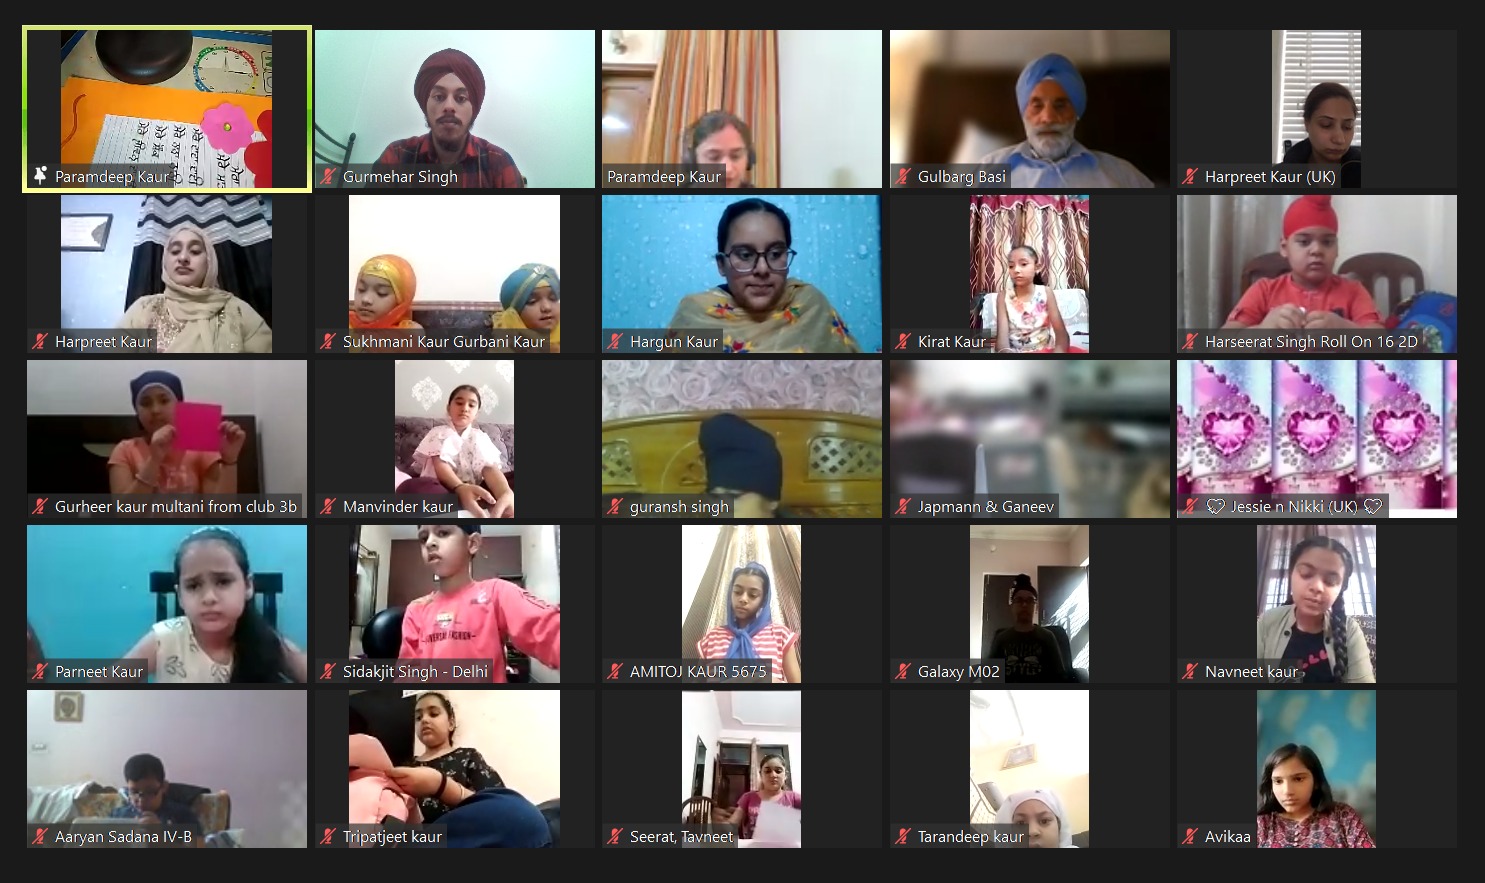 Paramdeep Kaur
Gurmehar Singh
Paramdeep Kaur
Gulbarg Basi
Harpreet Kaur (UK)
Harpreet Kaur
Sukhmani Kaur Gurbani Kaur
Hargun Kaur
Kirat Kaur
Harseerat Singh Roll On 16 2D
Gurheer kaur multani from club 3b
Manvinder kaur
guransh singh
Japmann & Ganeev
Jessie n Nikki (UK)
Parneet Kaur
Sidakjit Singh - Delhi
AMITOJ KAUR 5675
Galaxy M02
Navneet kaur
Aaryan Sadana IV-B
Tripatjeet kaur
Seerat, Tavneet
Tarandeep kaur
Avikaa